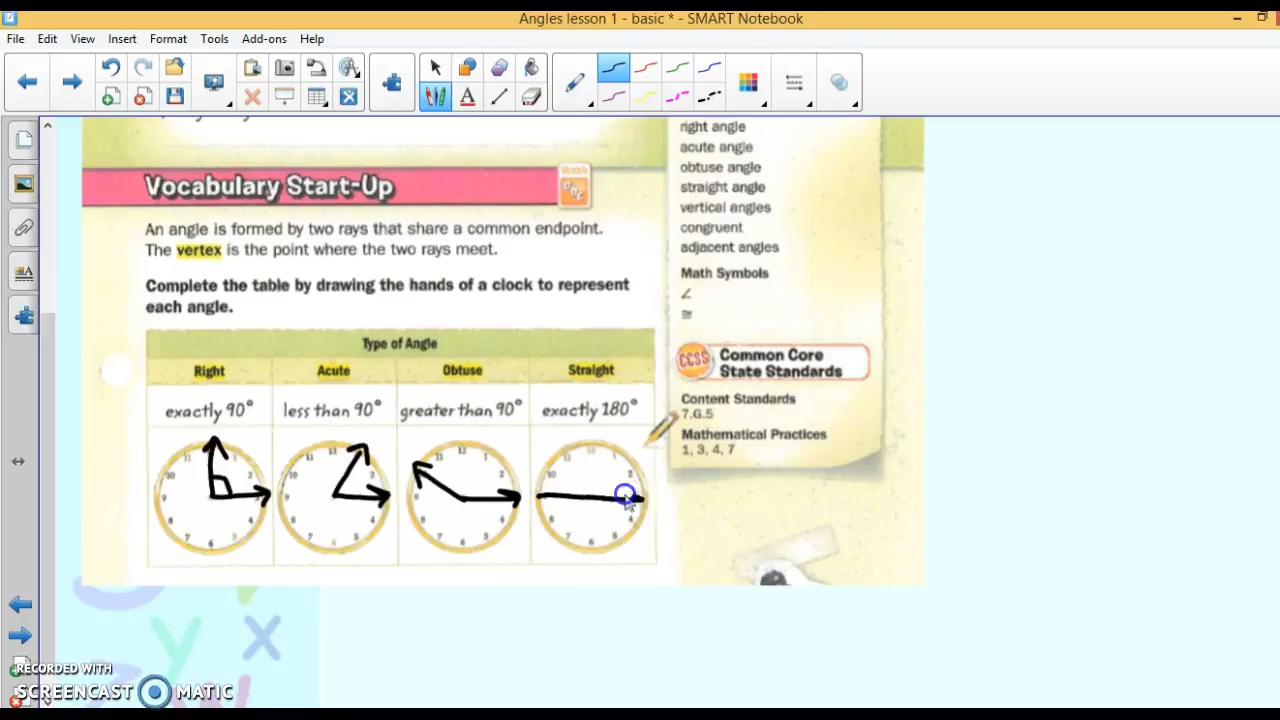 Angles lesson 1 - basic * - SMART Notebook
File Edit View Insert Format Tools Add-ons Help
right angle
acute angle
obtuse angle
straight angle
vertical angles
congruent
adjacent angles
Math Symbols
∠
≅
Vocabulary Start-Up
Vocab
abc
An angle is formed by two rays that share a common endpoint.
The vertex is the point where the two rays meet.
Complete the table by drawing the hands of a clock to represent
each angle.
Type of Angle
Right Acute Obtuse Straight
exactly 90° less than 90° greater than 90° exactly 180°
CCSS Common Core
State Standards
Content Standards
7.G.5
Mathematical Practices
1, 3, 4, 7
RECORDED WITH
SCREENCAST MATIC